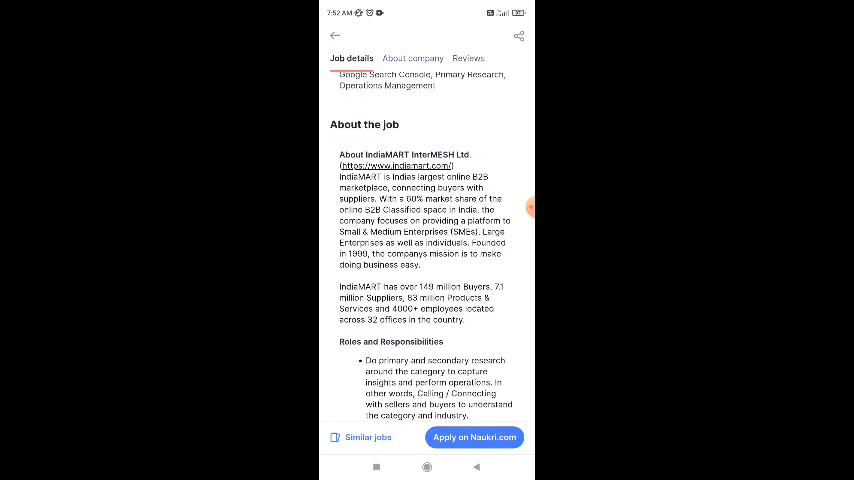 7:52 AM
Job details About company Reviews
Google Search Console, Primary Research,
Operations Management
About the job
About IndiaMART InterMESH Ltd.
(https://www.indiamart.com/)
IndiaMART is Indias largest online B2B
marketplace, connecting buyers with
suppliers. With a 60% market share of the
online B2B Classified space in India, the
company focuses on providing a platform to
Small & Medium Enterprises (SMEs), Large
Enterprises as well as individuals. Founded
in 1999, the companys mission is to make
doing business easy.
IndiaMART has over 149 million Buyers, 7.1
million Suppliers, 83 million Products &
Services and 4000+ employees located
across 32 offices in the country.
Roles and Responsibilities
• Do primary and secondary research
around the category to capture
insights and perform operations. In
other words, Calling / Connecting
with sellers and buyers to understand
the category and industry.
Similar jobs Apply on Naukri.com